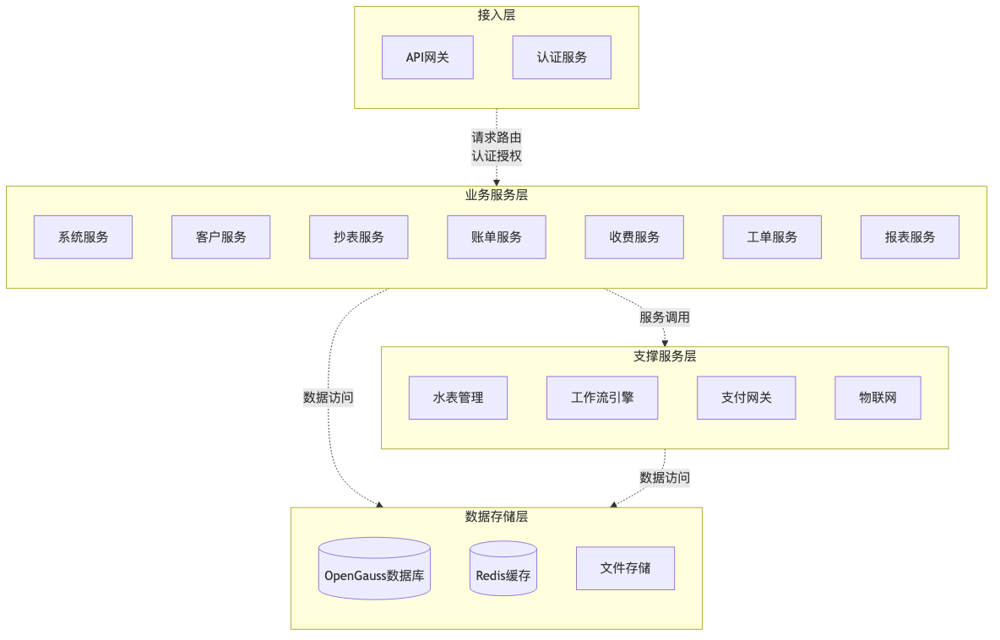 接入层
API网关
认证服务
请求路由
认证授权
业务服务层
系统服务
客户服务
抄表服务
账单服务
收费服务
工单服务
报表服务
服务调用
支撑服务层
水表管理
工作流引擎
支付网关
物联网
数据访问
数据访问
数据存储层
OpenGauss数据库
Redis缓存
文件存储